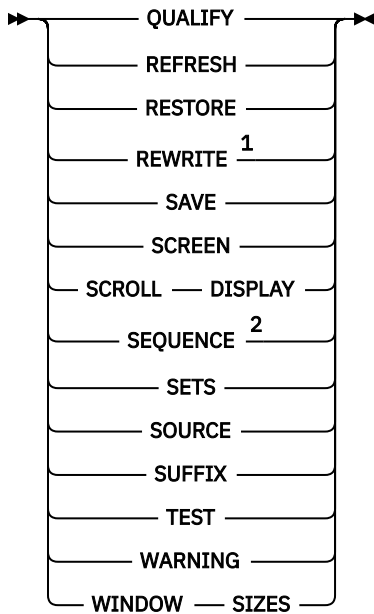 QUALIFY
REFRESH
RESTORE
REWRITE 1
SAVE
SCREEN
SCROLL DISPLAY
SEQUENCE 2
SETS
SOURCE
SUFFIX
TEST
WARNING
WINDOW SIZES